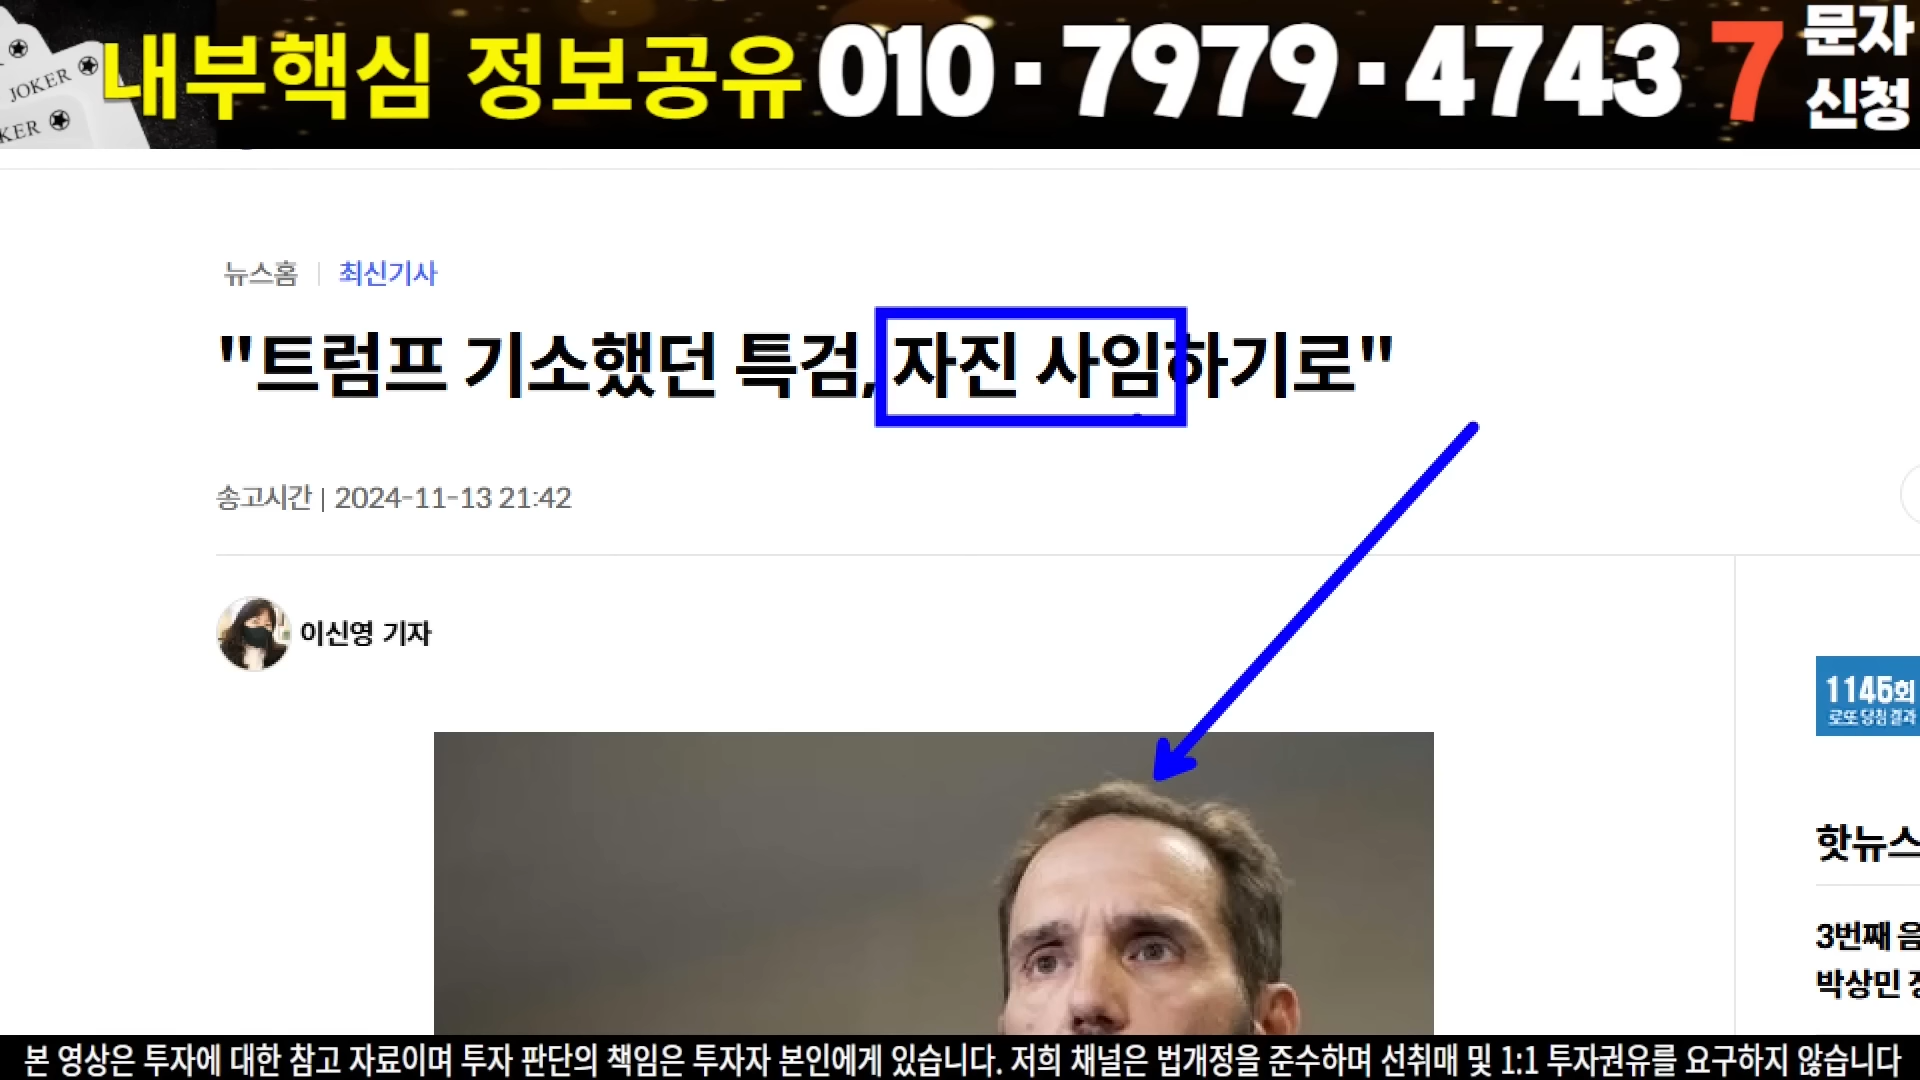 JOKER
KER
내부핵심 정보공유 010·7979·4743 7 문자
신청
뉴스홈 | 최신기사
"트럼프 기소했던 특검, 자진 사임하기로"
송고시간 | 2024-11-13 21:42
이신영 기자
1145회
로또 당첨 결과
핫뉴스
3번째 음
박상민 징
본 영상은 투자에 대한 참고 자료이며 투자 판단의 책임은 투자자 본인에게 있습니다. 저희 채널은 법개정을 준수하며 선취매 및 1:1 투자권유를 요구하지 않습니다